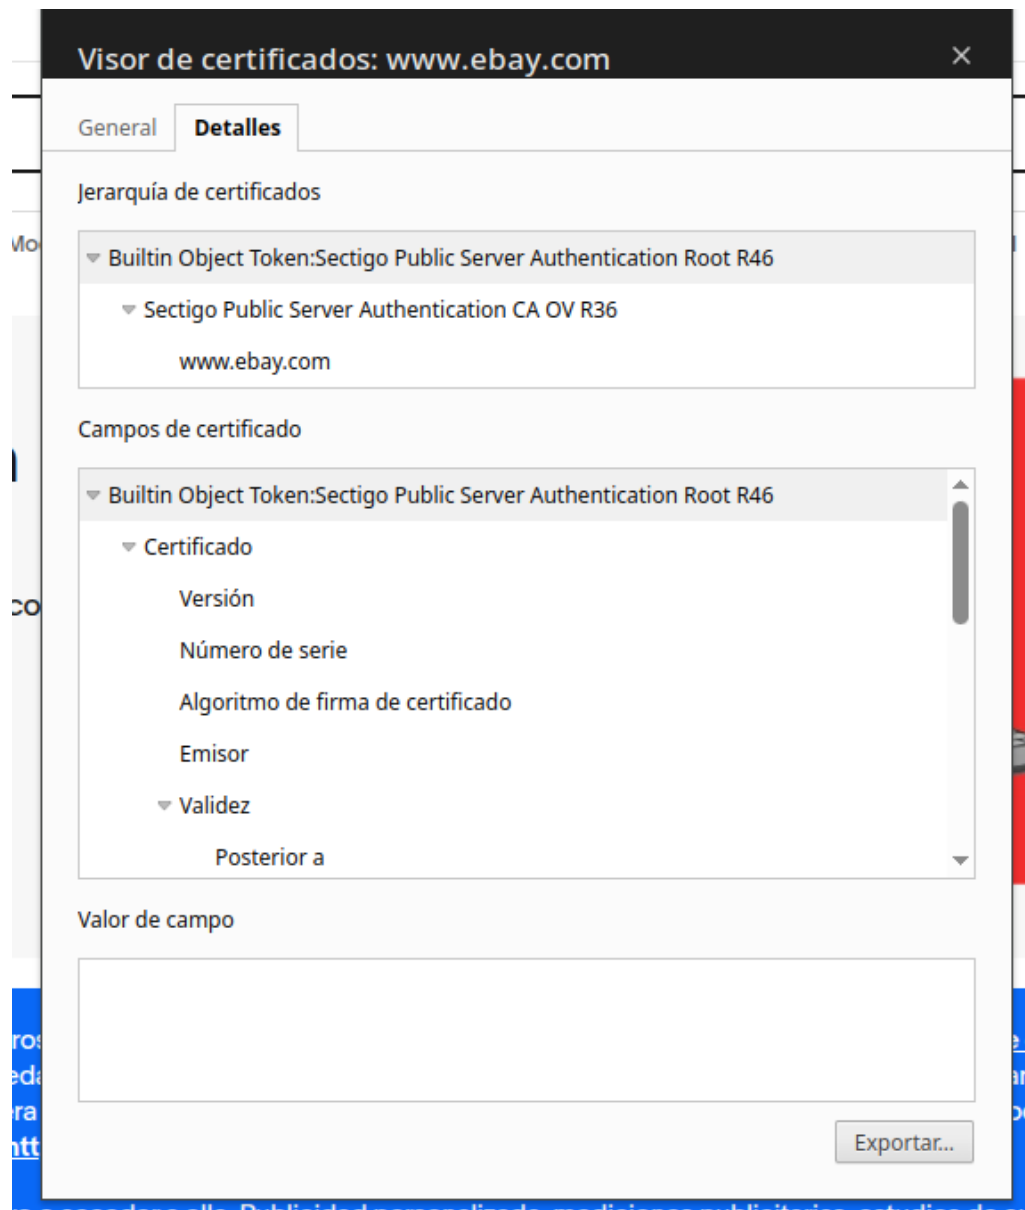 Visor de certificados: www.ebay.com
General
Detalles
Jerarquía de certificados
Builtin Object Token:Sectigo Public Server Authentication Root R46
Sectigo Public Server Authentication CA OV R36
www.ebay.com
Campos de certificado
Builtin Object Token:Sectigo Public Server Authentication Root R46
Certificado
Versión
Número de serie
Algoritmo de firma de certificado
Emisor
Validez
Posterior a
Valor de campo
Exportar...